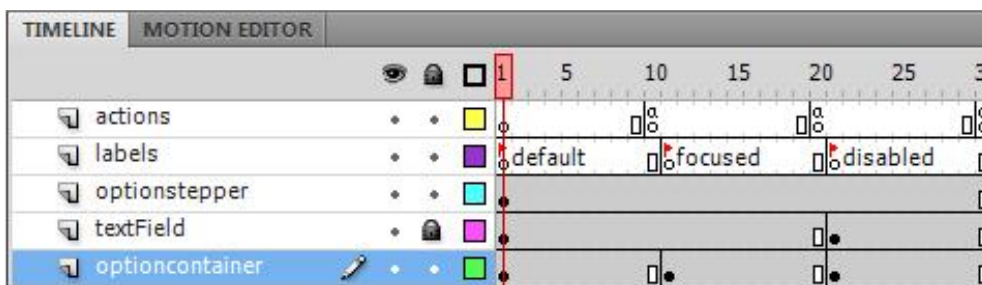 TIMELINE MOTION EDITOR
1 5 10 15 20 25
actions
labels default focused disabled
optionstepper
textField
optioncontainer